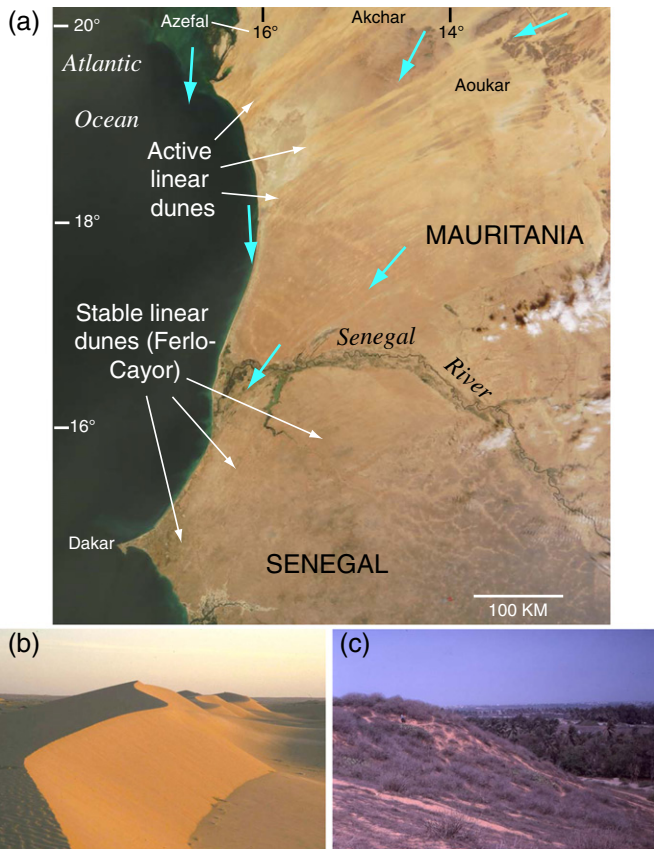 (a)
20°
Azefal
16°
Akchar
14°
Atlantic
Ocean
Aoukar
Active
linear
dunes
18°
MAURITANIA
Stable linear
dunes (Ferlo-
Cayor)
Senegal
River
16°
Dakar
SENEGAL
100 KM
(b)
(c)